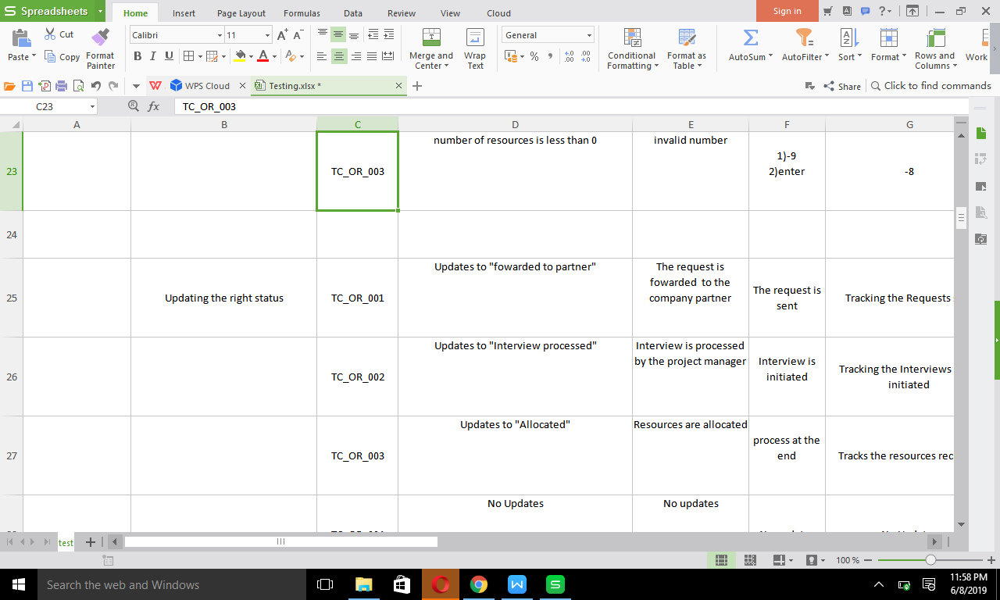 Spreadsheets
Home Insert Page Layout Formulas Data Review View Cloud
Sign in
Cut
Paste Copy Format Painter
Calibri 11
B I U
Merge and Center
Wrap Text
General
Conditional Formatting
Format as Table
AutoSum
AutoFilter
Sort
Format
Rows and Columns
Work
WPS Cloud
Testing.xlsx *
Share
Click to find commands
C23
fx TC_OR_003
A B C D E F G
number of resources is less than 0
invalid number
23
TC_OR_003
1)-9
2)enter
-8
24
25
Updating the right status
TC_OR_001
Updates to "fowarded to partner"
The request is
fowarded to the
company partner
The request is
sent
Tracking the Requests
26
TC_OR_002
Updates to "Interview processed"
Interview is processed
by the project manager
Interview is
initiated
Tracking the Interviews
initiated
27
TC_OR_003
Updates to "Allocated"
Resources are allocated
process at the
end
Tracks the resources rec
No Updates
No updates
test
100 %
Search the web and Windows
11:58 PM
6/8/2019